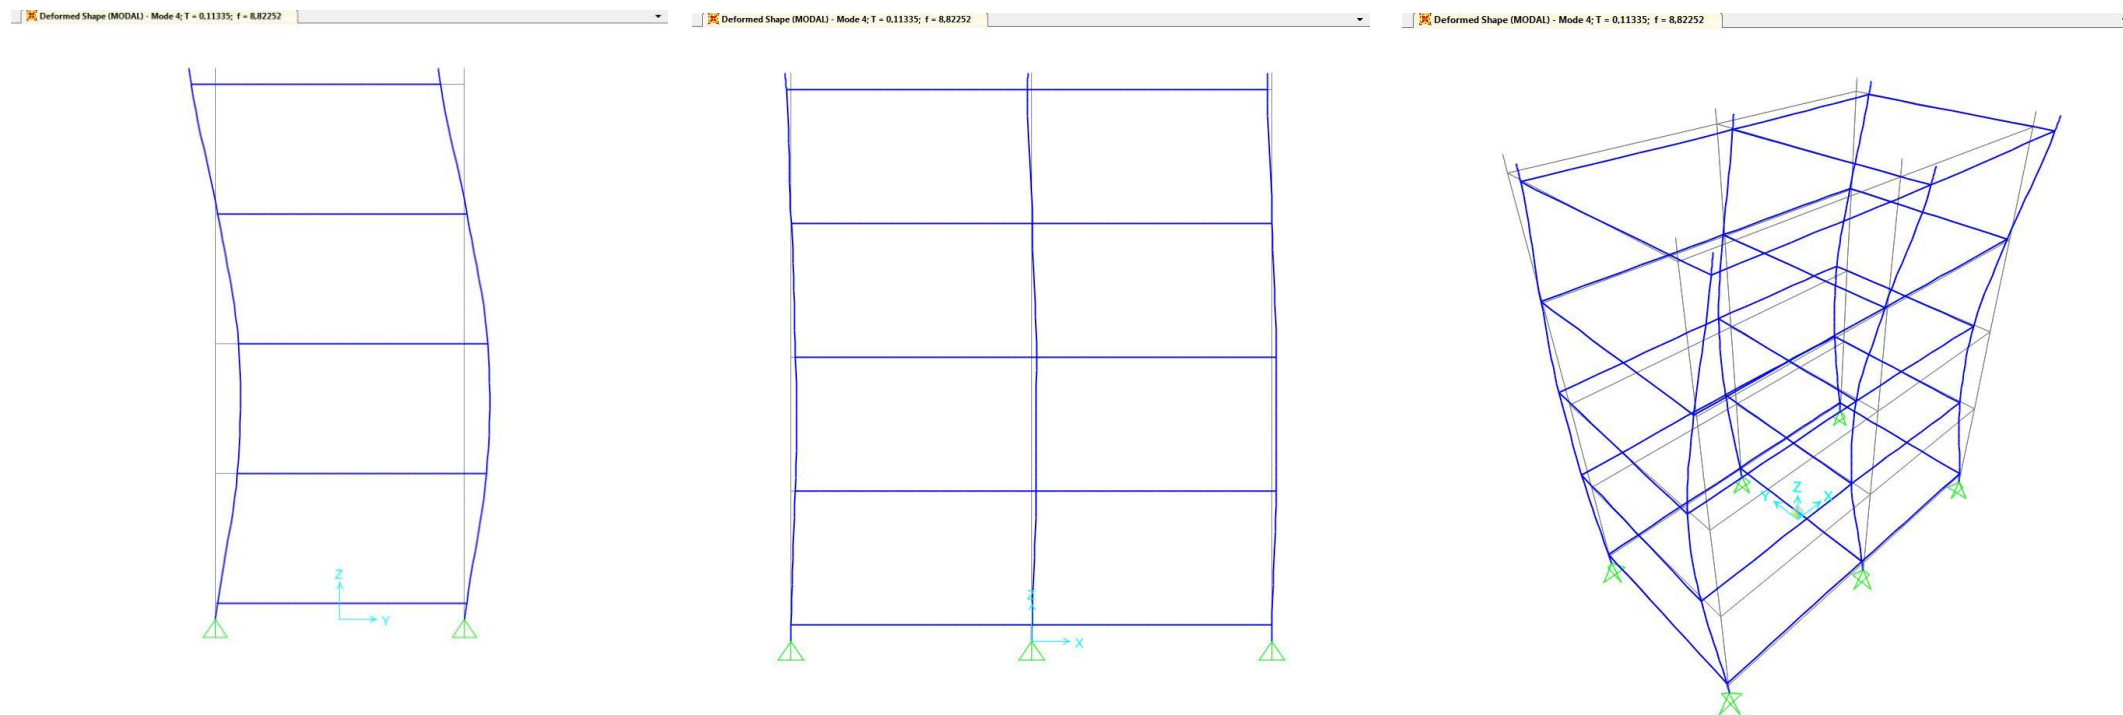 Deformed Shape (MODAL) - Mode 4; T = 0,11335; f = 8,82252
Z
Y
Deformed Shape (MODAL) - Mode 4; T = 0,11335; f = 8,82252
Z
X
Deformed Shape (MODAL) - Mode 4; T = 0,11335; f = 8,82252
Z
Y
X